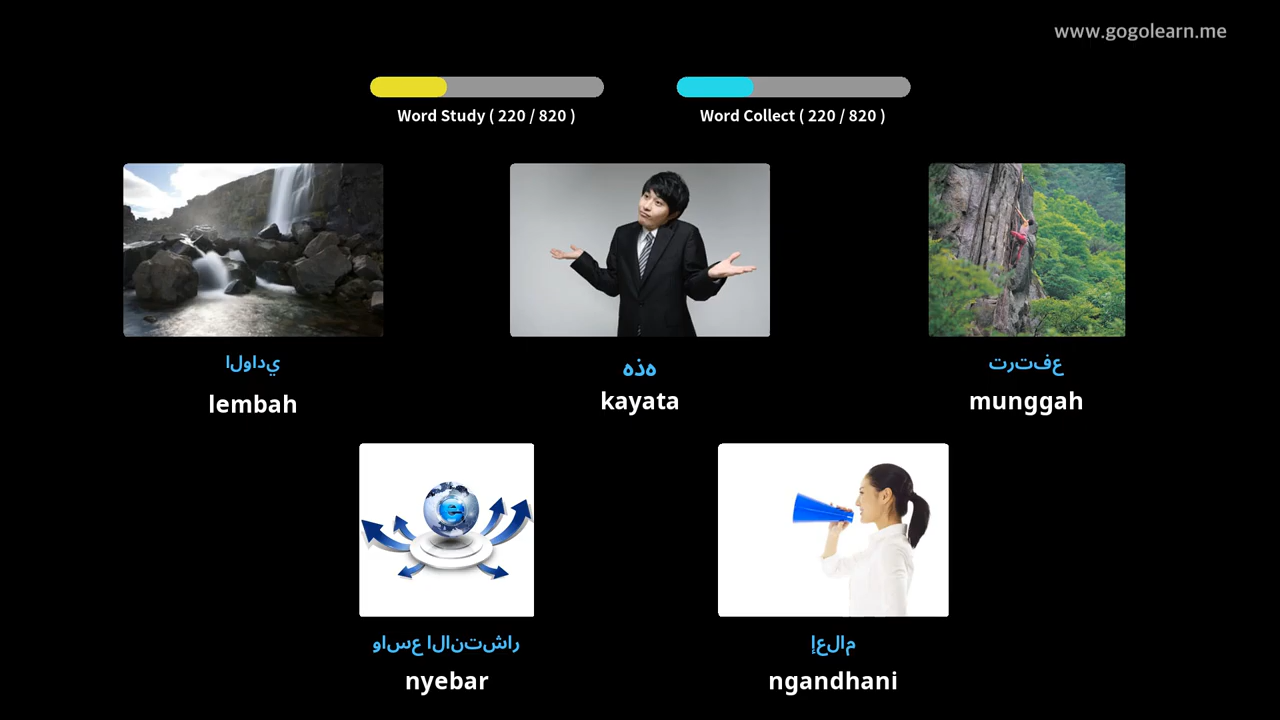 www.gogolearn.me
Word Study ( 220 / 820 )
Word Collect ( 220 / 820 )
الوادي
هذه
ترتفع
lembah
kayata
munggah
واسع الانتشار
إعلام
nyebar
ngandhani